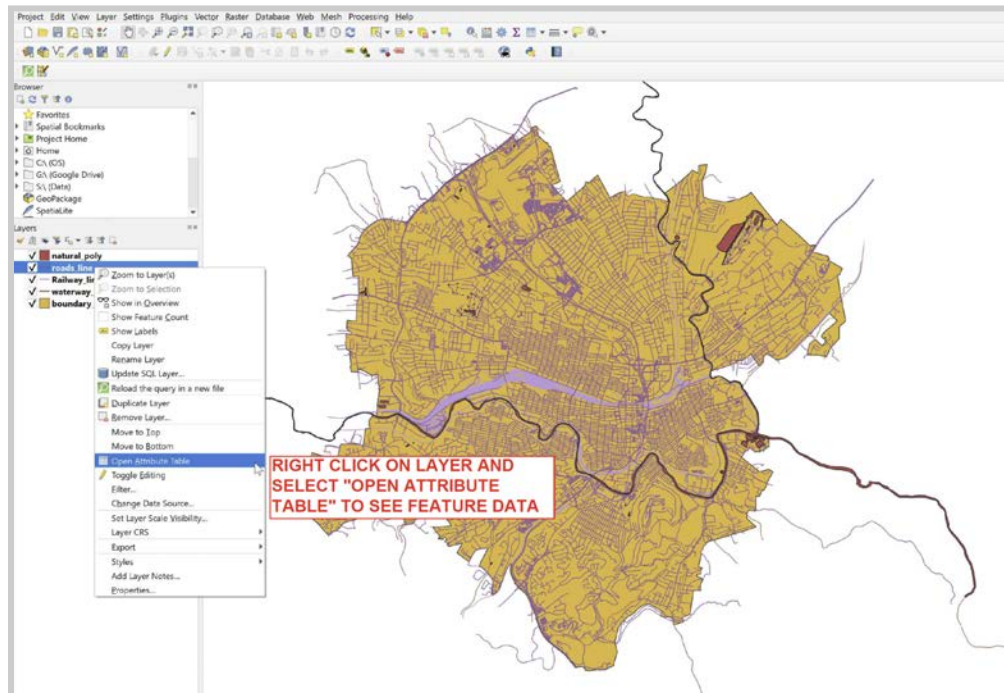 Project Edit View Layer Settings Plugins Vector Raster Database Web Mesh Processing Help
Browser
Favorites
Spatial Bookmarks
Project Home
Home
C:\ (OS)
G:\ (Google Drive)
S:\ (Data)
GeoPackage
SpatiaLite
Layers
natural_poly
roads_line
Railway_lin
waterway_
boundary_
Zoom to Layer(s)
Zoom to Selection
Show in Overview
Show Feature Count
Show Labels
Copy Layer
Rename Layer
Update SQL Layer...
Reload the query in a new file
Duplicate Layer
Remove Layer...
Move to Top
Move to Bottom
Open Attribute Table
Toggle Editing
Filter...
Change Data Source...
Set Layer Scale Visibility...
Layer CRS
Export
Styles
Add Layer Notes...
Properties...
RIGHT CLICK ON LAYER AND
SELECT "OPEN ATTRIBUTE
TABLE" TO SEE FEATURE DATA